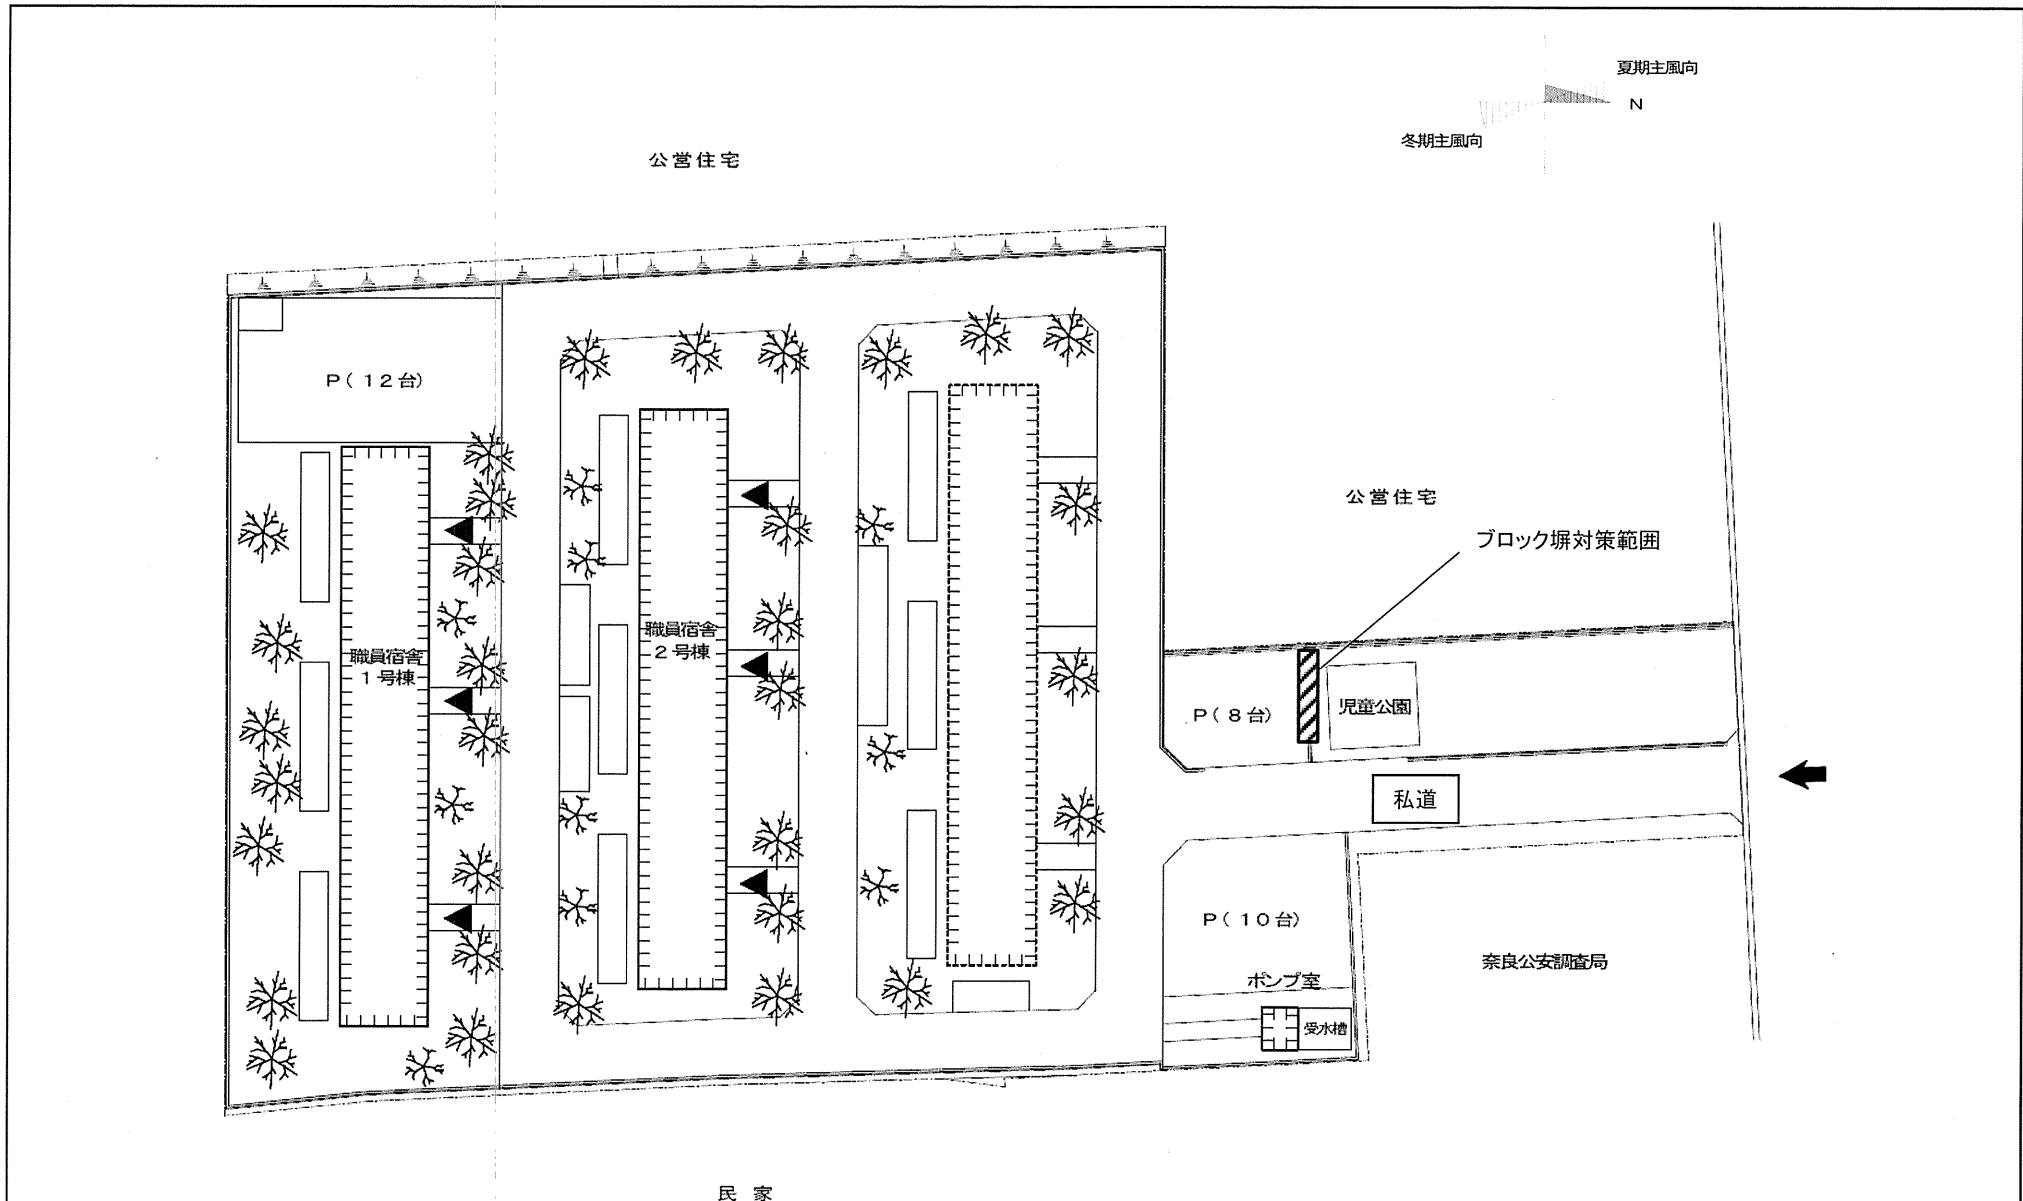 夏期主風向
N
冬期主風向
公営住宅
P(12台)
公営住宅
ブロック塀対策範囲
職員宿舎
1号棟
職員宿舎
2号棟
P(8台)
児童公園
私道
P(10台)
奈良公安調査局
ポンプ室
受水槽
民家